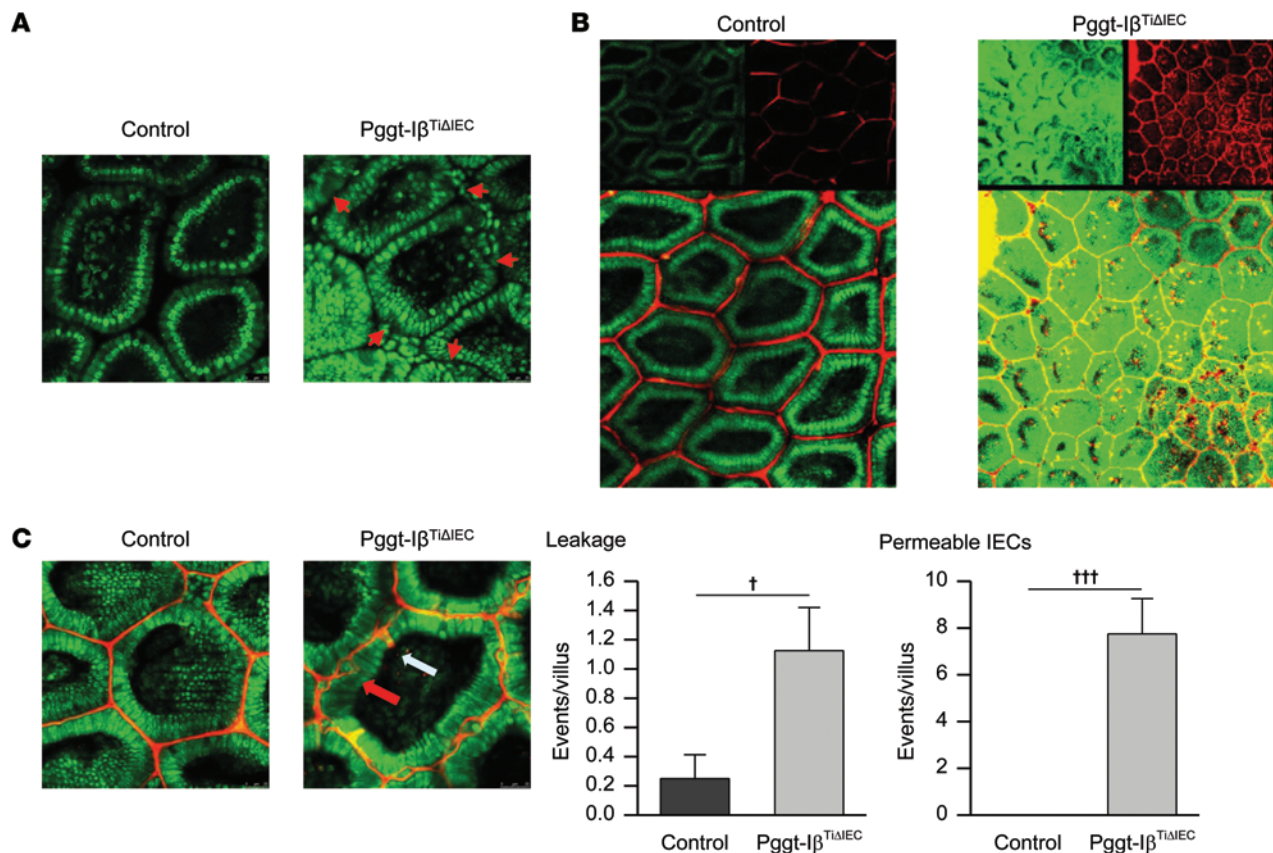 A
Control
Pggt-Iβ^TiΔIEC
B
Control
Pggt-Iβ^TiΔIEC
C
Control
Pggt-Iβ^TiΔIEC
Leakage
Events/villus
1.6
1.4
1.2
1.0
0.8
0.6
0.4
0.2
0.0
†
Control
Pggt-Iβ^TiΔIEC
Permeable IECs
Events/villus
10
8
6
4
2
0
†††
Control
Pggt-Iβ^TiΔIEC